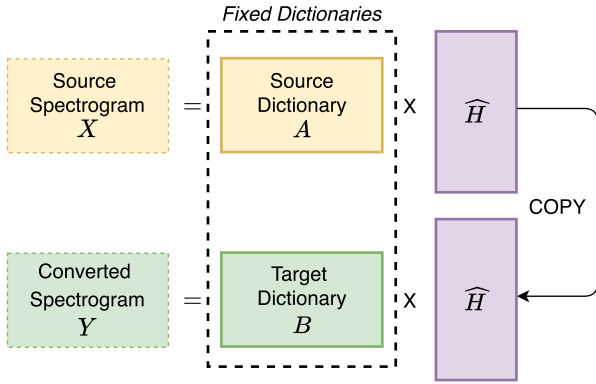 Fixed Dictionaries
Source
Spectrogram
X
=
Source
Dictionary
A
X
Ĥ
COPY
Converted
Spectrogram
Y
=
Target
Dictionary
B
X
Ĥ